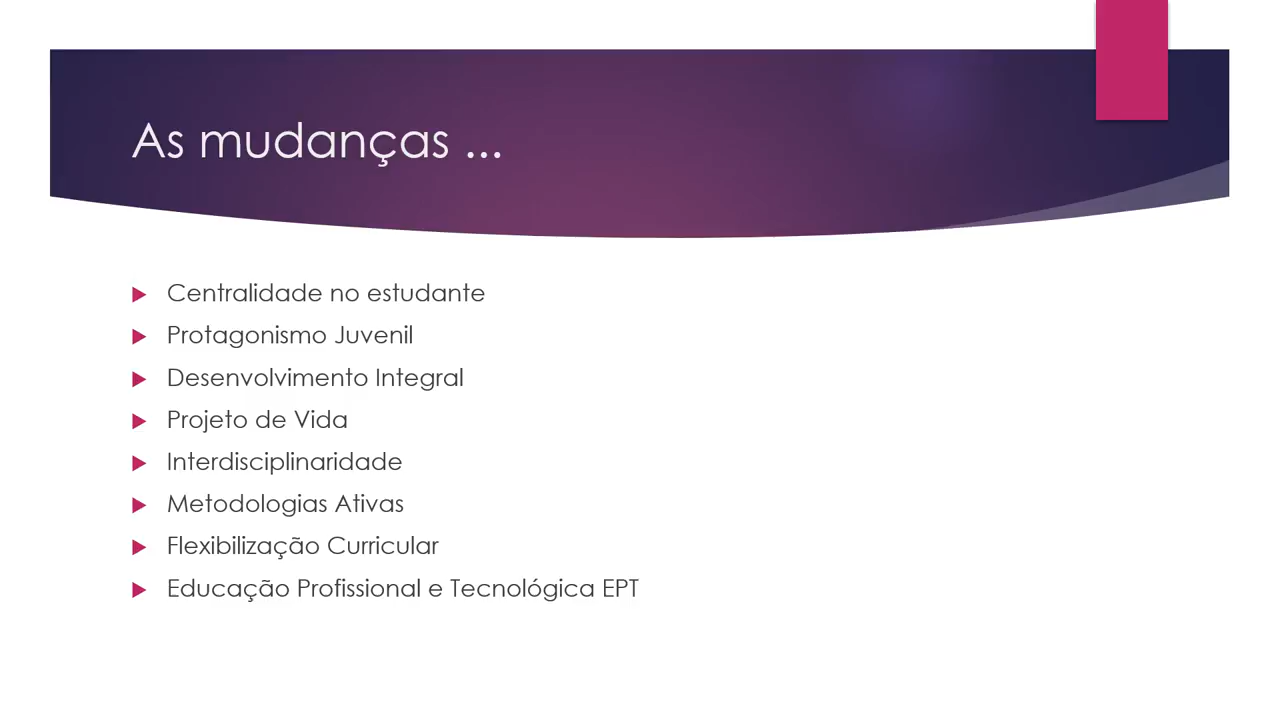 As mudanças ...
Centralidade no estudante
Protagonismo Juvenil
Desenvolvimento Integral
Projeto de Vida
Interdisciplinaridade
Metodologias Ativas
Flexibilização Curricular
Educação Profissional e Tecnológica EPT